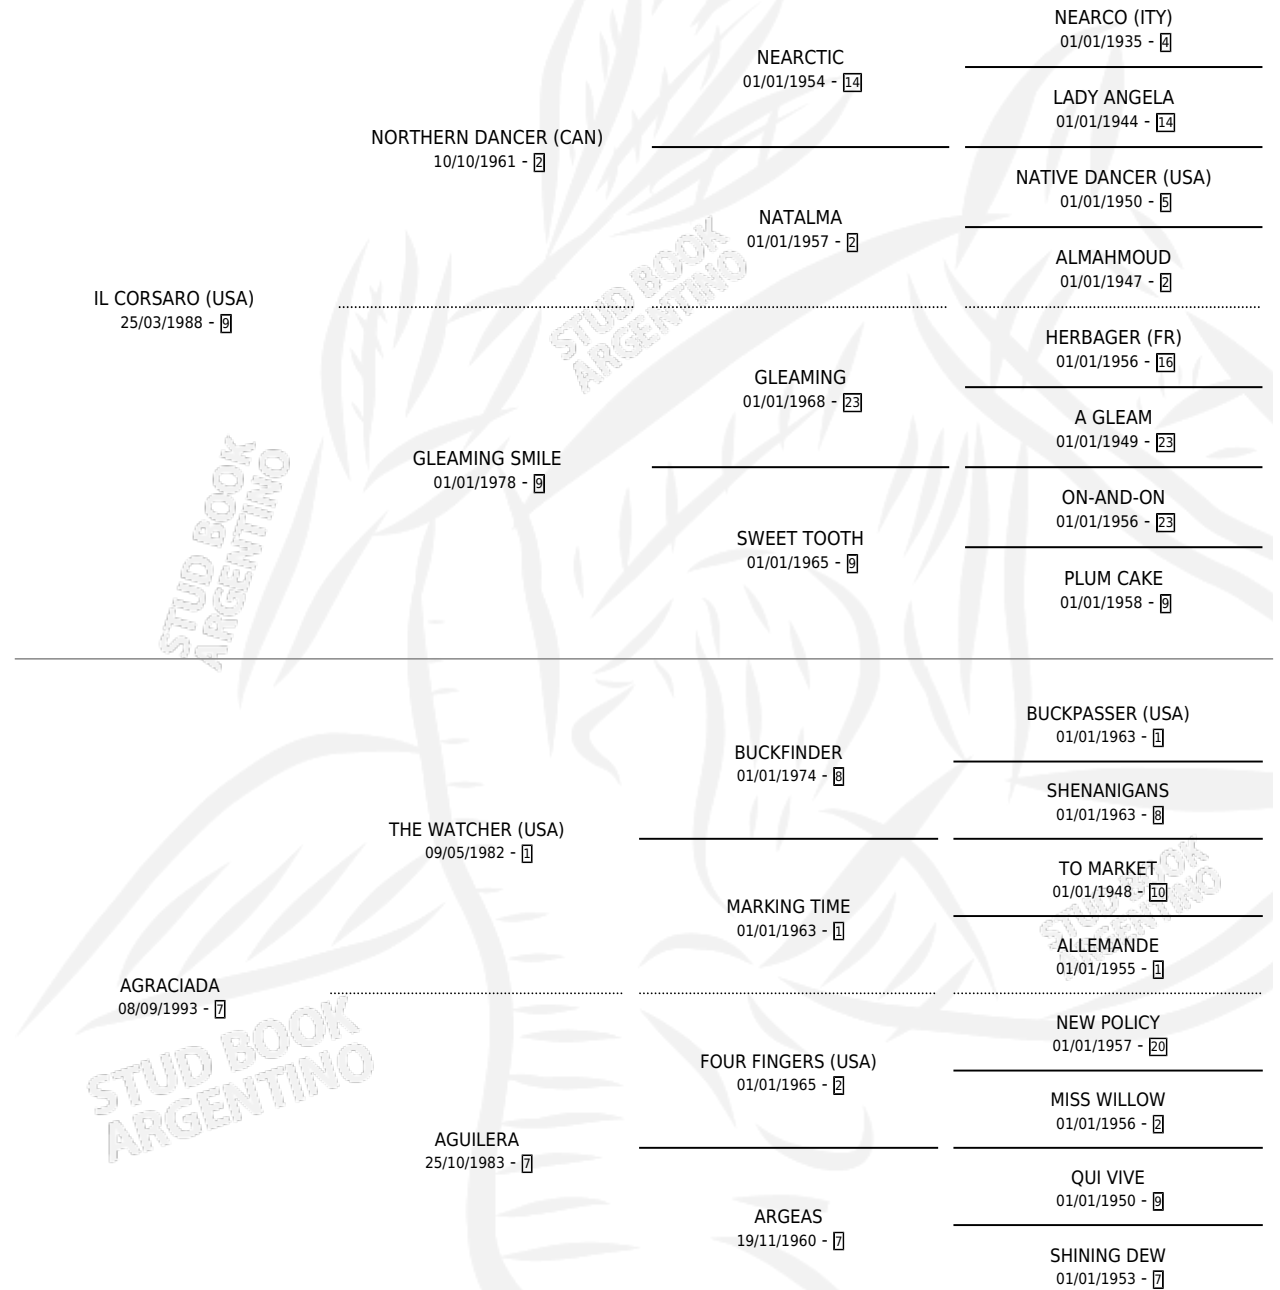 NEARCO (ITY)
01/01/1935 - 4
NEARCTIC
01/01/1954 - 14
LADY ANGELA
01/01/1944 - 14
NORTHERN DANCER (CAN)
10/10/1961 - 2
NATIVE DANCER (USA)
01/01/1950 - 5
NATALMA
01/01/1957 - 2
ALMAHMOUD
01/01/1947 - 2
IL CORSARO (USA)
25/03/1988 - 9
HERBAGER (FR)
01/01/1956 - 16
GLEAMING
01/01/1968 - 23
A GLEAM
01/01/1949 - 23
GLEAMING SMILE
01/01/1978 - 9
ON-AND-ON
01/01/1956 - 23
SWEET TOOTH
01/01/1965 - 9
PLUM CAKE
01/01/1958 - 9
STUD BOOK
ARGENTINO
STUD BOOK
ARGENTINO
BUCKPASSER (USA)
01/01/1963 - 1
BUCKFINDER
01/01/1974 - 8
SHENANIGANS
01/01/1963 - 8
THE WATCHER (USA)
09/05/1982 - 1
TO MARKET
01/01/1948 - 10
MARKING TIME
01/01/1963 - 1
ALLEMANDE
01/01/1955 - 1
STUD BOOK
ARGENTINO
AGRACIADA
08/09/1993 - 7
NEW POLICY
01/01/1957 - 20
FOUR FINGERS (USA)
01/01/1965 - 2
MISS WILLOW
01/01/1956 - 2
AGUILERA
25/10/1983 - 7
QUI VIVE
01/01/1950 - 9
ARGEAS
19/11/1960 - 7
SHINING DEW
01/01/1953 - 7
STUD BOOK
ARGENTINO